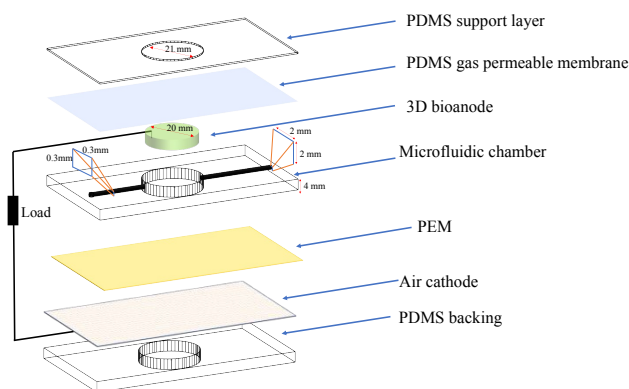 PDMS support layer
21 mm
PDMS gas permeable membrane
3D bioanode
20 mm
2 mm
0.3mm
0.3mm
2 mm
Microfluidic chamber
4 mm
Load
PEM
Air cathode
PDMS backing